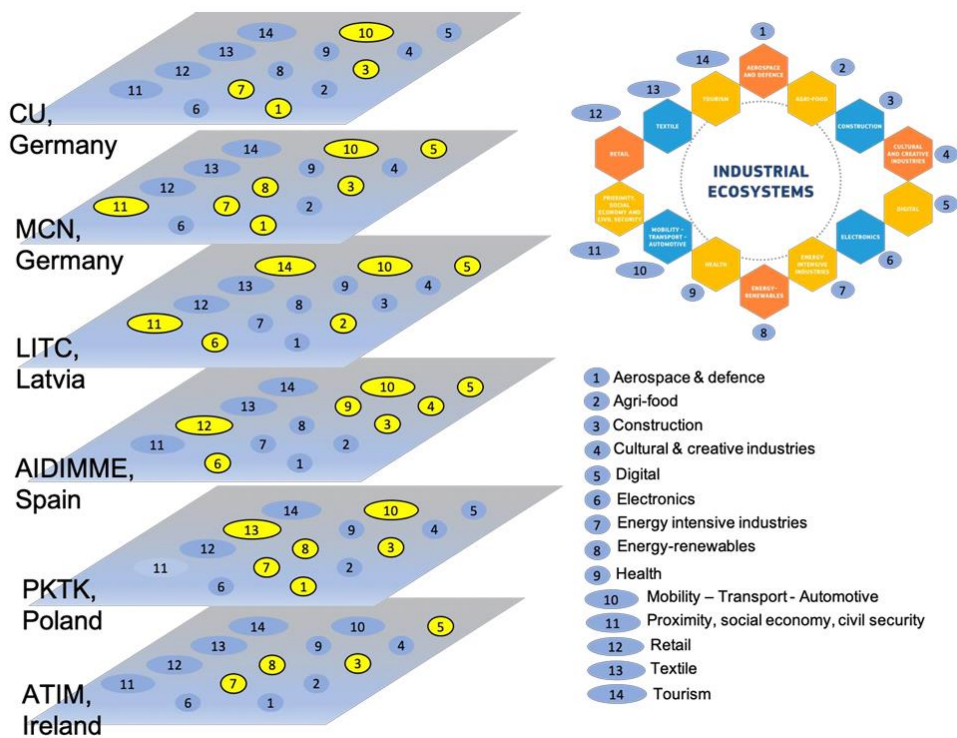 14 10 5
13 9 4
12 8 3
11 7 2
6 1
CU,
Germany
14 10 5
13 9 4
12 8 3
11 7 2
6 1
MCN,
Germany
14 10 5
13 9 4
12 8 3
11 7 2
6 1
LITC,
Latvia
14 10 5
13 9 4
12 8 3
11 7 2
6 1
AIDIMME,
Spain
14 10 5
13 9 4
12 8 3
11 7 2
6 1
PKTK,
Poland
14 10 5
13 9 4
12 8 3
11 7 2
6 1
ATIM,
Ireland
INDUSTRIAL
ECOSYSTEMS
1
AEROSPACE
AND DEFENCE
2
AGRI-FOOD
3
CONSTRUCTION
4
CULTURAL
AND CREATIVE
INDUSTRIES
5
DIGITAL
6
ELECTRONICS
7
ENERGY
INTENSIVE
INDUSTRIES
8
ENERGY-
RENEWABLES
9
HEALTH
10
MOBILITY -
TRANSPORT -
AUTOMOTIVE
11
PROXIMITY,
SOCIAL
ECONOMY AND
CIVIL SECURITY
12
RETAIL
13
TEXTILE
14
TOURISM
1 Aerospace & defence
2 Agri-food
3 Construction
4 Cultural & creative industries
5 Digital
6 Electronics
7 Energy intensive industries
8 Energy-renewables
9 Health
10 Mobility – Transport - Automotive
11 Proximity, social economy, civil security
12 Retail
13 Textile
14 Tourism